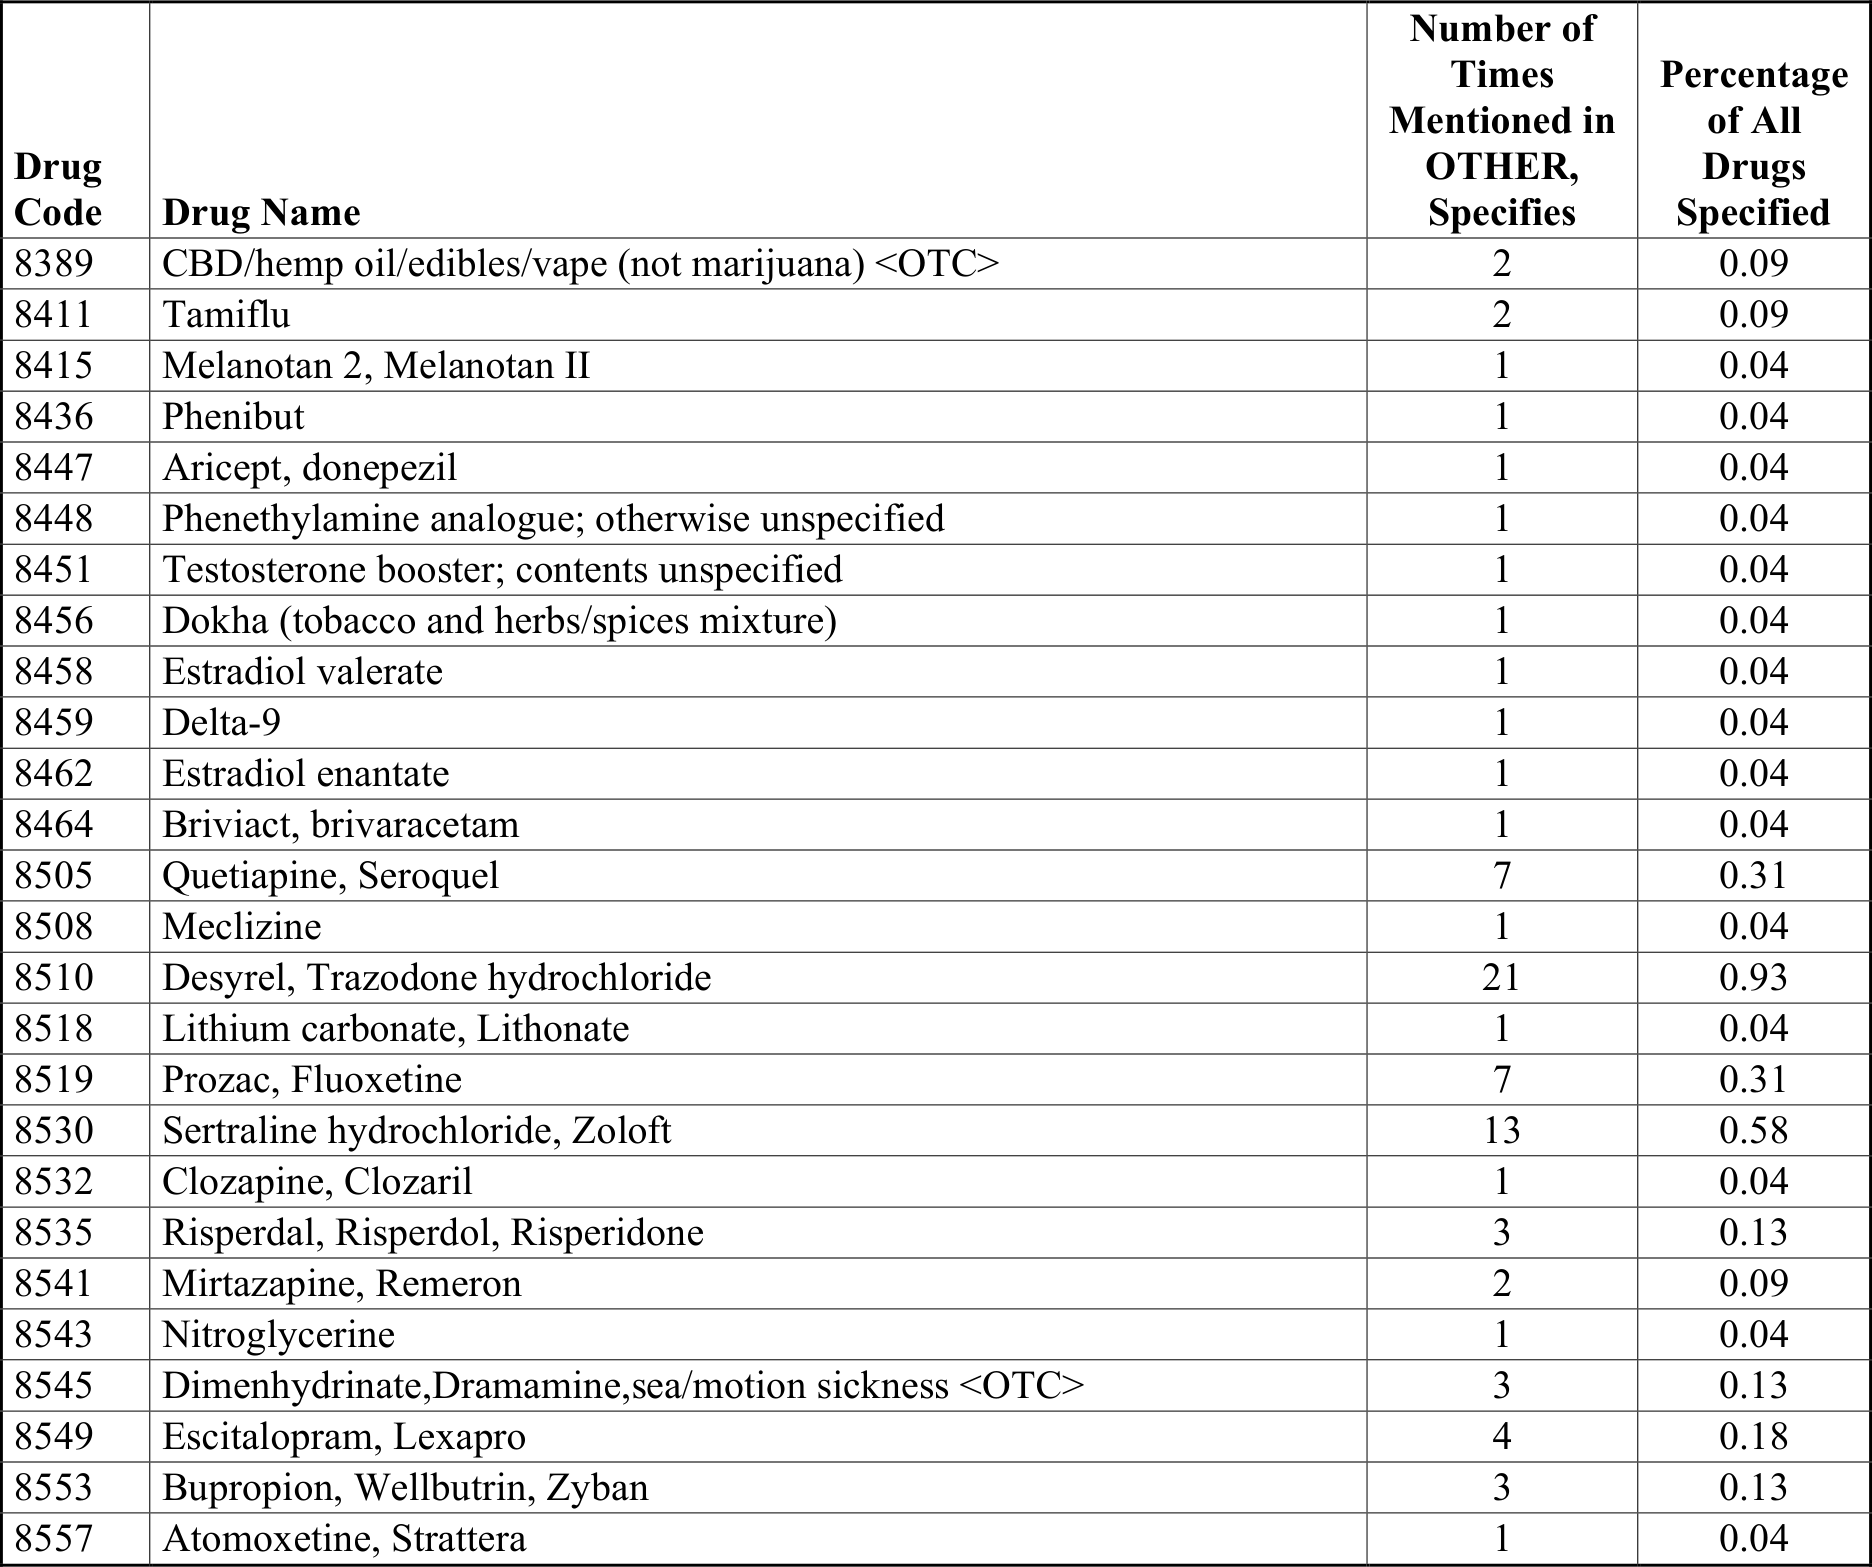 Drug Code Drug Name Number of Times Mentioned in OTHER, Specifies Percentage of All Drugs Specified
8389 CBD/hemp oil/edibles/vape (not marijuana) <OTC> 2 0.09
8411 Tamiflu 2 0.09
8415 Melanotan 2, Melanotan II 1 0.04
8436 Phenibut 1 0.04
8447 Aricept, donepezil 1 0.04
8448 Phenethylamine analogue; otherwise unspecified 1 0.04
8451 Testosterone booster; contents unspecified 1 0.04
8456 Dokha (tobacco and herbs/spices mixture) 1 0.04
8458 Estradiol valerate 1 0.04
8459 Delta-9 1 0.04
8462 Estradiol enantate 1 0.04
8464 Briviact, brivaracetam 1 0.04
8505 Quetiapine, Seroquel 7 0.31
8508 Meclizine 1 0.04
8510 Desyrel, Trazodone hydrochloride 21 0.93
8518 Lithium carbonate, Lithonate 1 0.04
8519 Prozac, Fluoxetine 7 0.31
8530 Sertraline hydrochloride, Zoloft 13 0.58
8532 Clozapine, Clozaril 1 0.04
8535 Risperdal, Risperdol, Risperidone 3 0.13
8541 Mirtazapine, Remeron 2 0.09
8543 Nitroglycerine 1 0.04
8545 Dimenhydrinate,Dramamine,sea/motion sickness <OTC> 3 0.13
8549 Escitalopram, Lexapro 4 0.18
8553 Bupropion, Wellbutrin, Zyban 3 0.13
8557 Atomoxetine, Strattera 1 0.04